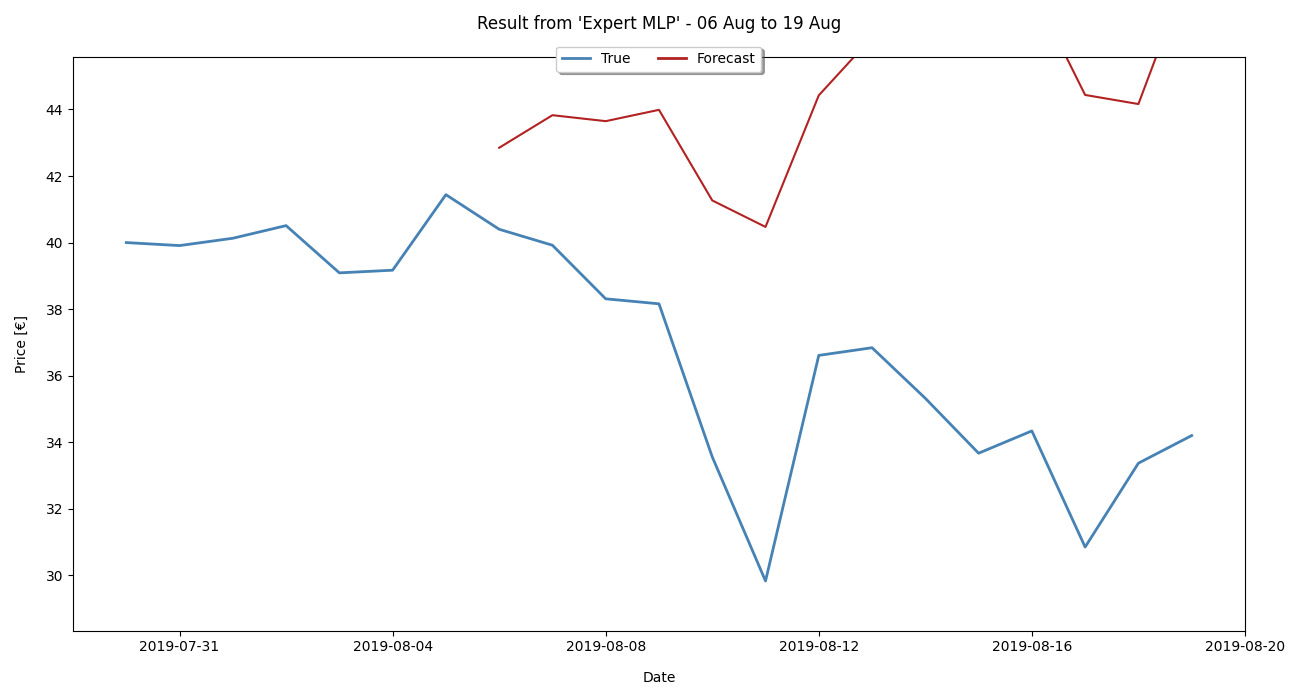 Result from 'Expert MLP' - 06 Aug to 19 Aug
True Forecast
44
42
40
38
36
34
32
30
Price [€]
2019-07-31 2019-08-04 2019-08-08 2019-08-12 2019-08-16 2019-08-20
Date